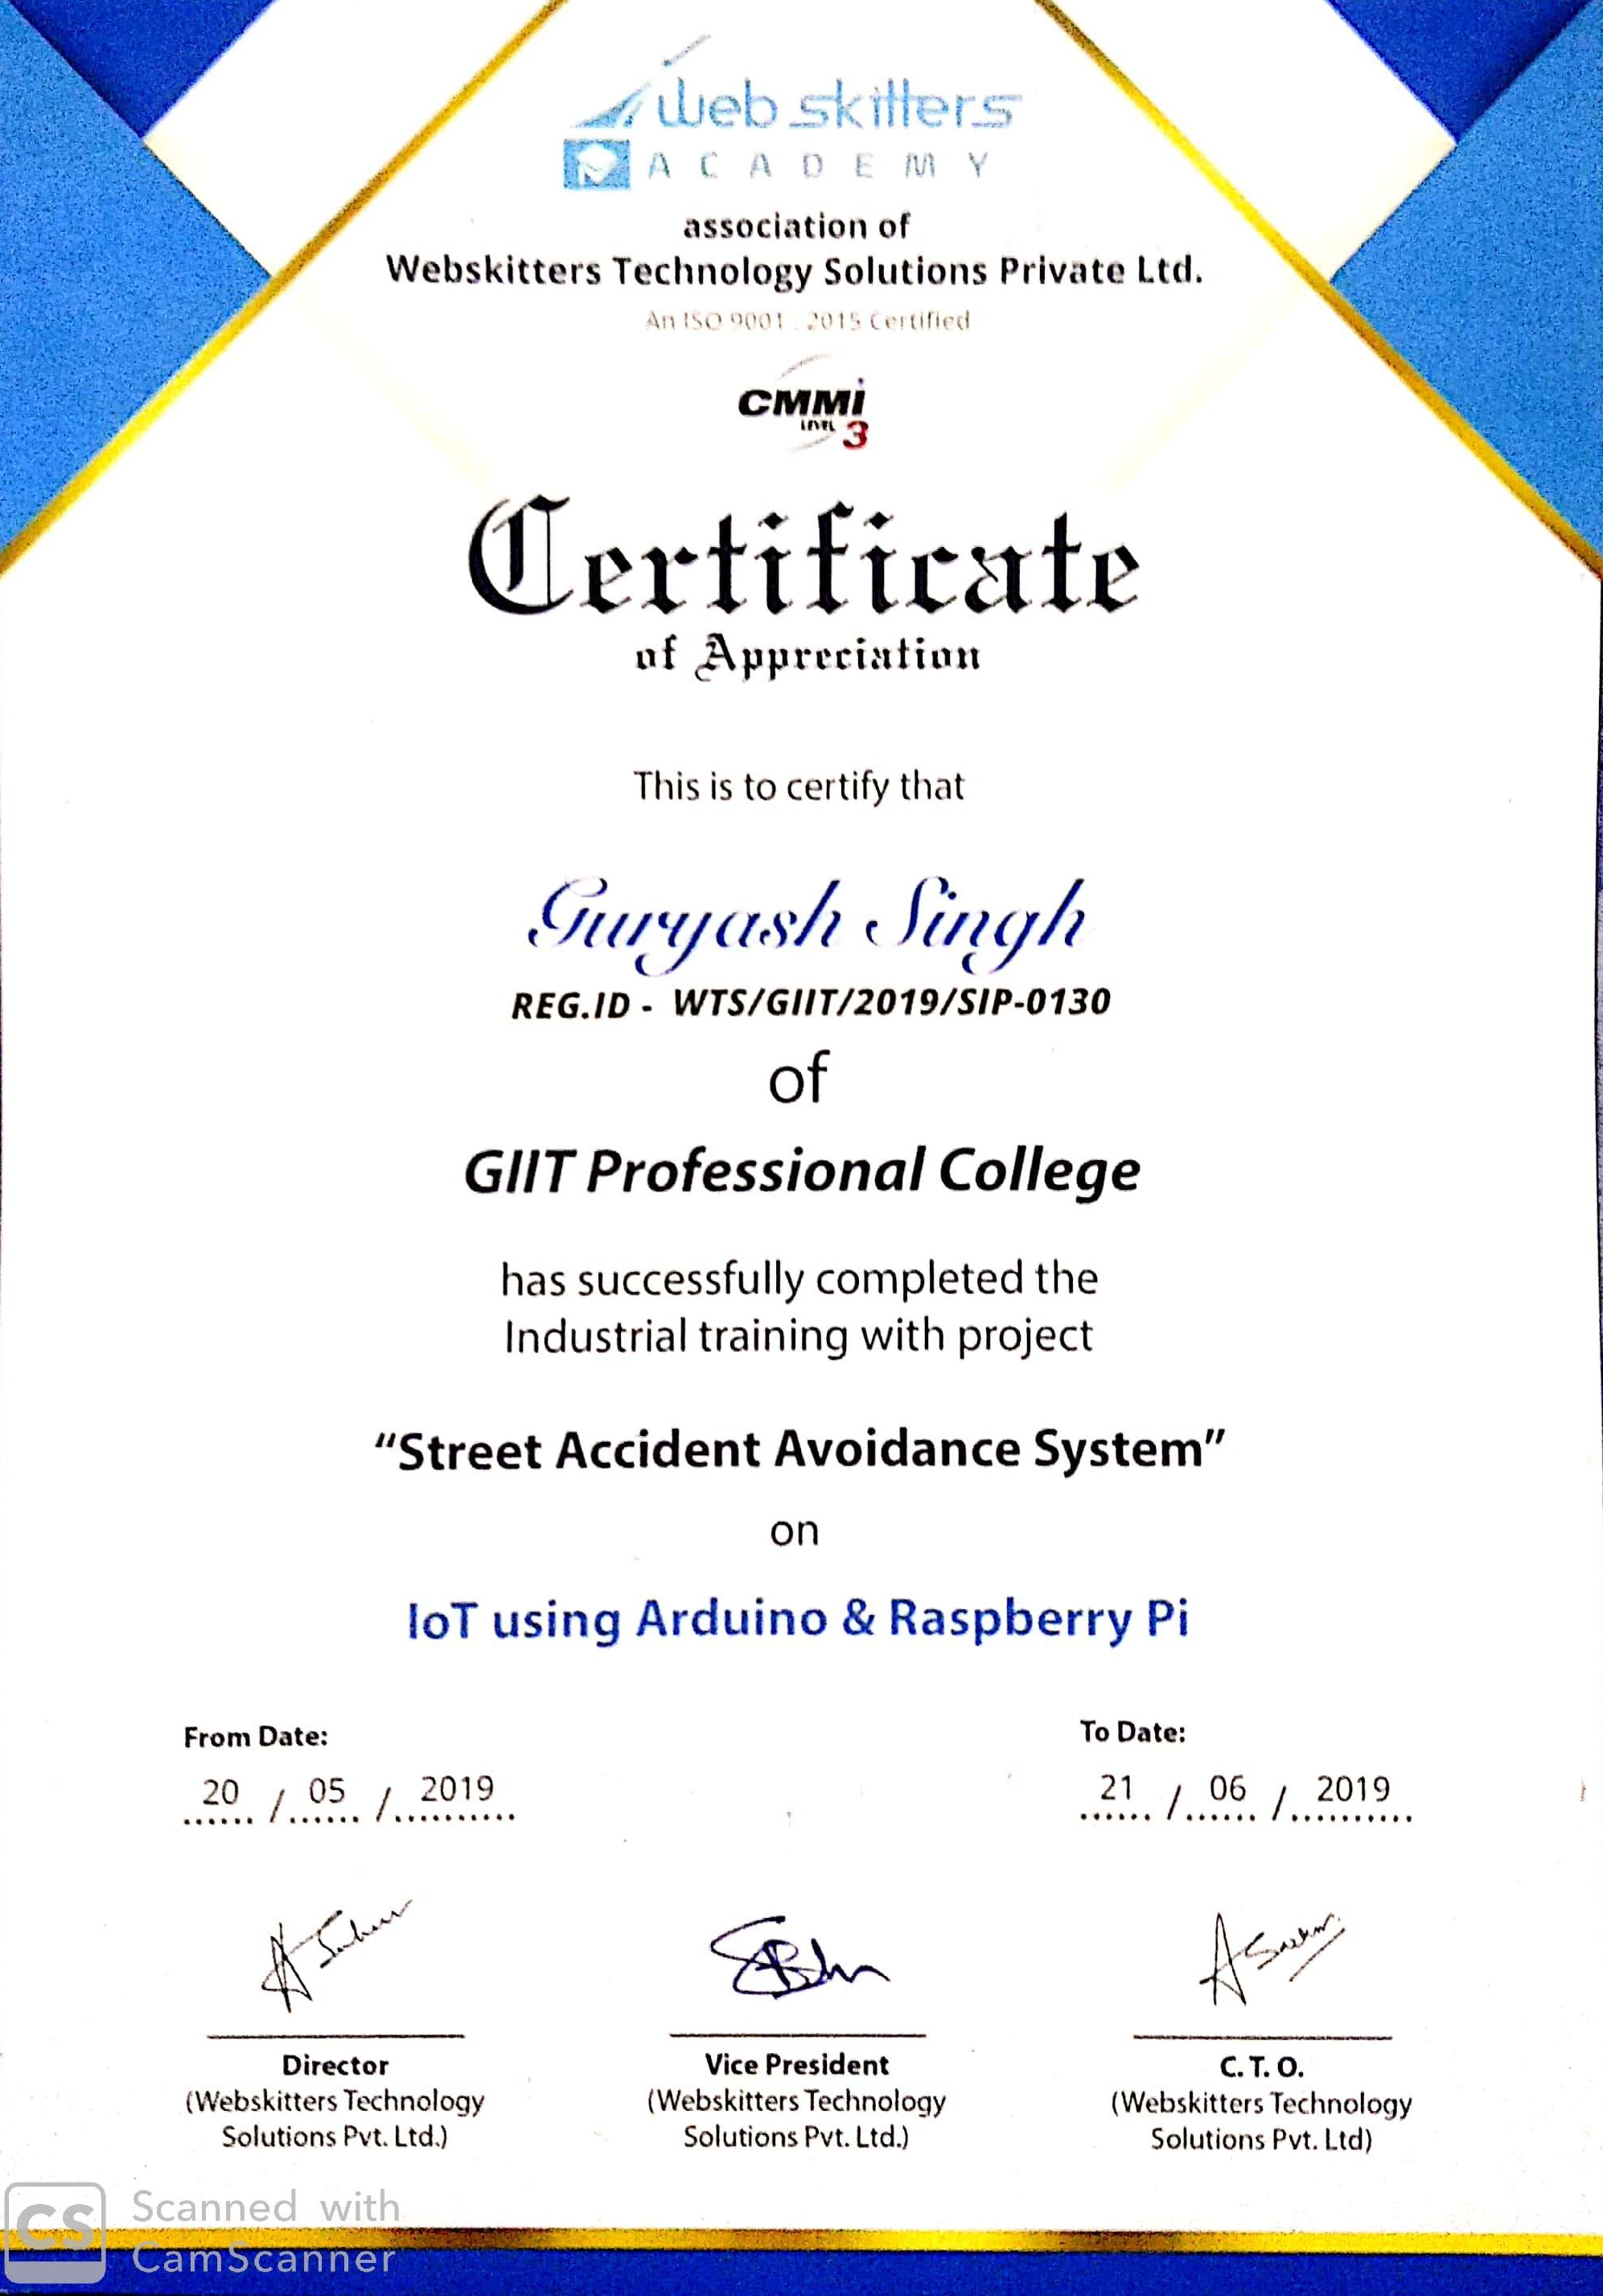 web skitters
ACADEMY
association of
Webskitters Technology Solutions Private Ltd.
An ISO 9001 : 2015 Certified
CMMi
LEVEL 3
Certificate
of Appreciation
This is to certify that
Guryash Singh
REG.ID - WTS/GIIT/2019/SIP-0130
of
GIIT Professional College
has successfully completed the
Industrial training with project
“Street Accident Avoidance System”
on
IoT using Arduino & Raspberry Pi
From Date: To Date:
20 / 05 / 2019 21 / 06 / 2019
Director Vice President C. T. O.
(Webskitters Technology (Webskitters Technology (Webskitters Technology
Solutions Pvt. Ltd.) Solutions Pvt. Ltd.) Solutions Pvt. Ltd)
CS Scanned with
CamScanner